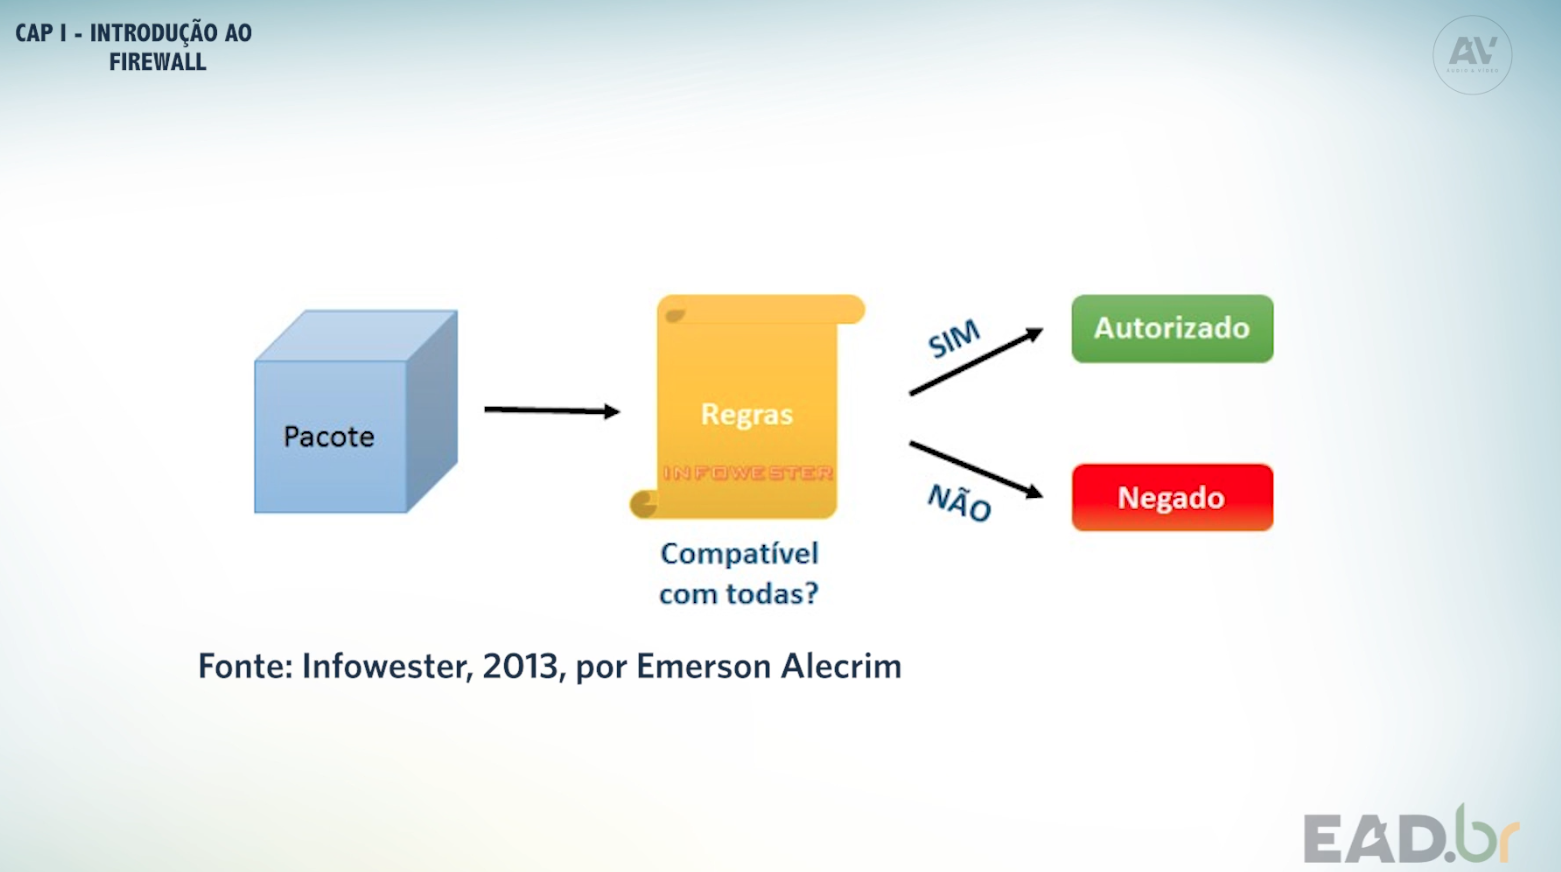 CAP I - INTRODUÇÃO AO
FIREWALL
AV
Pacote
Regras
INFOWESTER
Compatível
com todas?
SIM
NÃO
Autorizado
Negado
Fonte: Infowester, 2013, por Emerson Alecrim
EAD.br